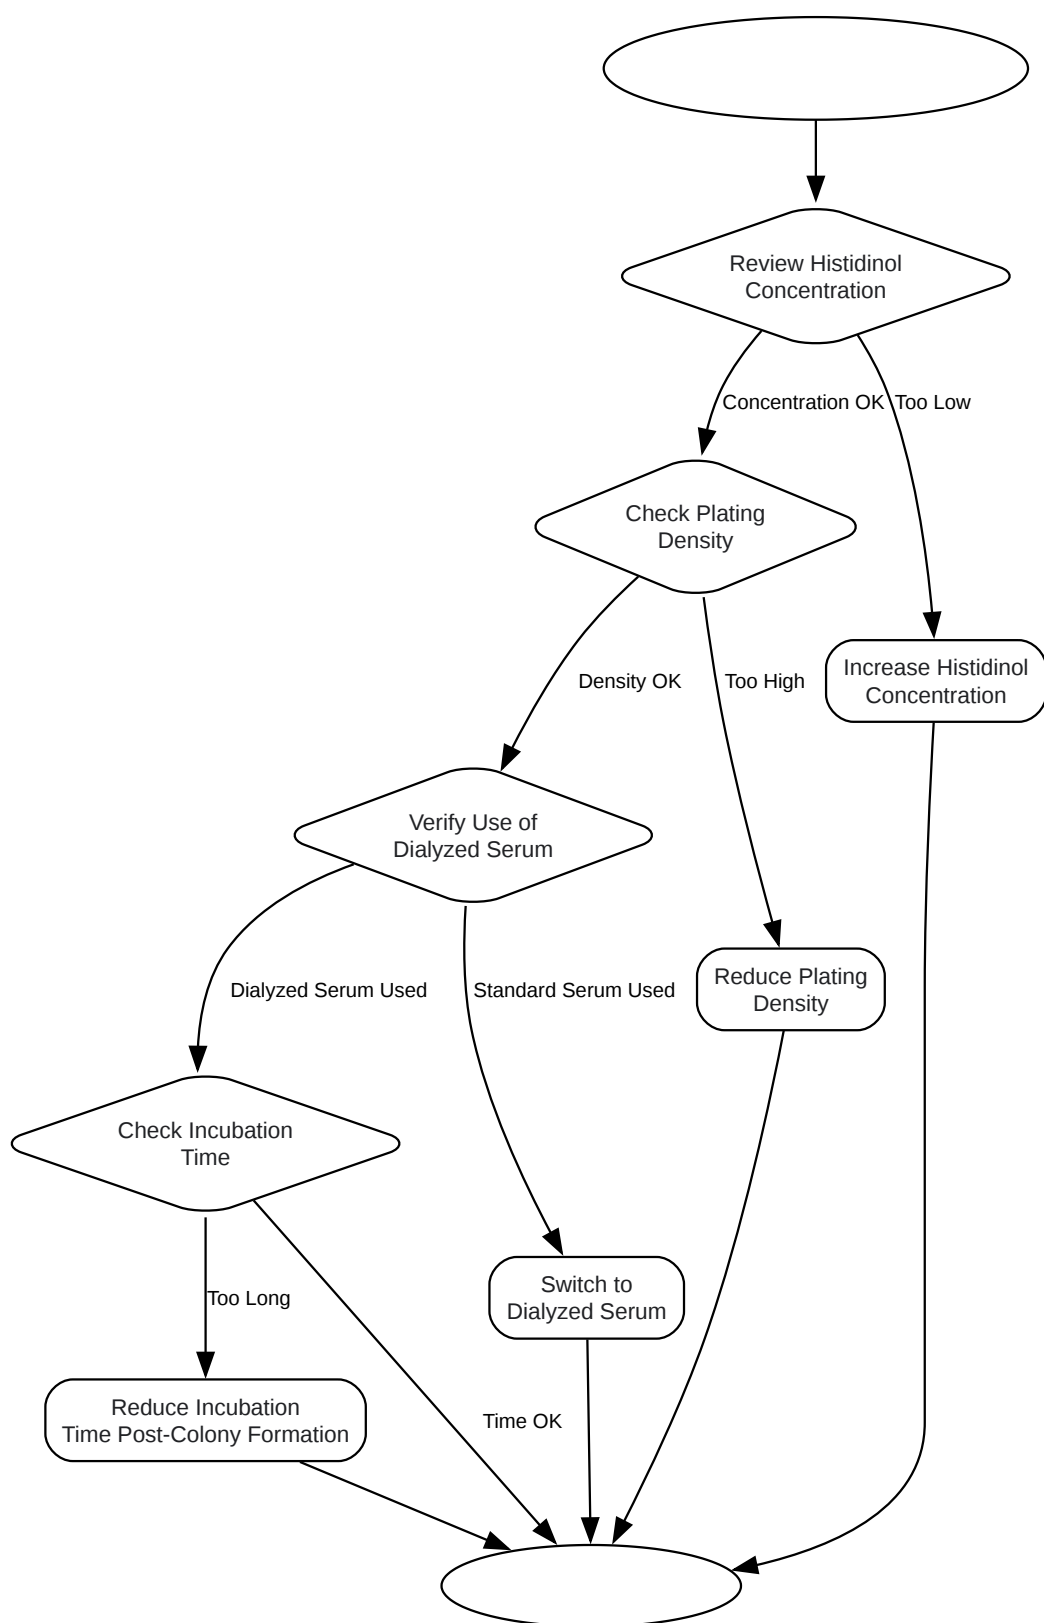 Review Histidinol
Concentration
Concentration OK
Too Low
Check Plating
Density
Density OK
Too High
Increase Histidinol
Concentration
Verify Use of
Dialyzed Serum
Dialyzed Serum Used
Standard Serum Used
Reduce Plating
Density
Check Incubation
Time
Too Long
Switch to
Dialyzed Serum
Reduce Incubation
Time Post-Colony Formation
Time OK